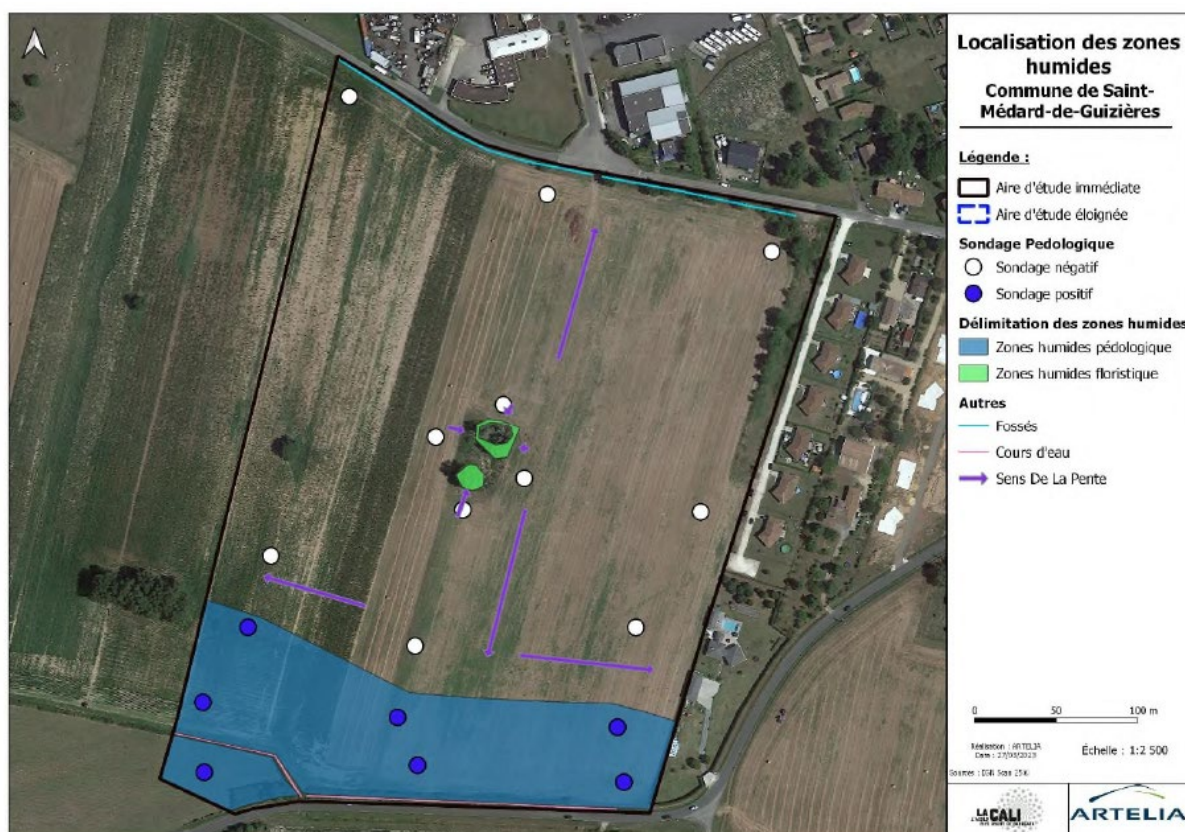 Localisation des zones
humides
Commune de Saint-
Médard-de-Guizières
Légende :
Aire d'étude immédiate
Aire d'étude éloignée
Sondage Pedologique
Sondage négatif
Sondage positif
Délimitation des zones humides
Zones humides pédologique
Zones humides floristique
Autres
Fossés
Cours d'eau
Sens De La Pente
0 50 100 m
Réalisation : ARTELIA
Échelle : 1:2 500
LA CALI
ARTELIA